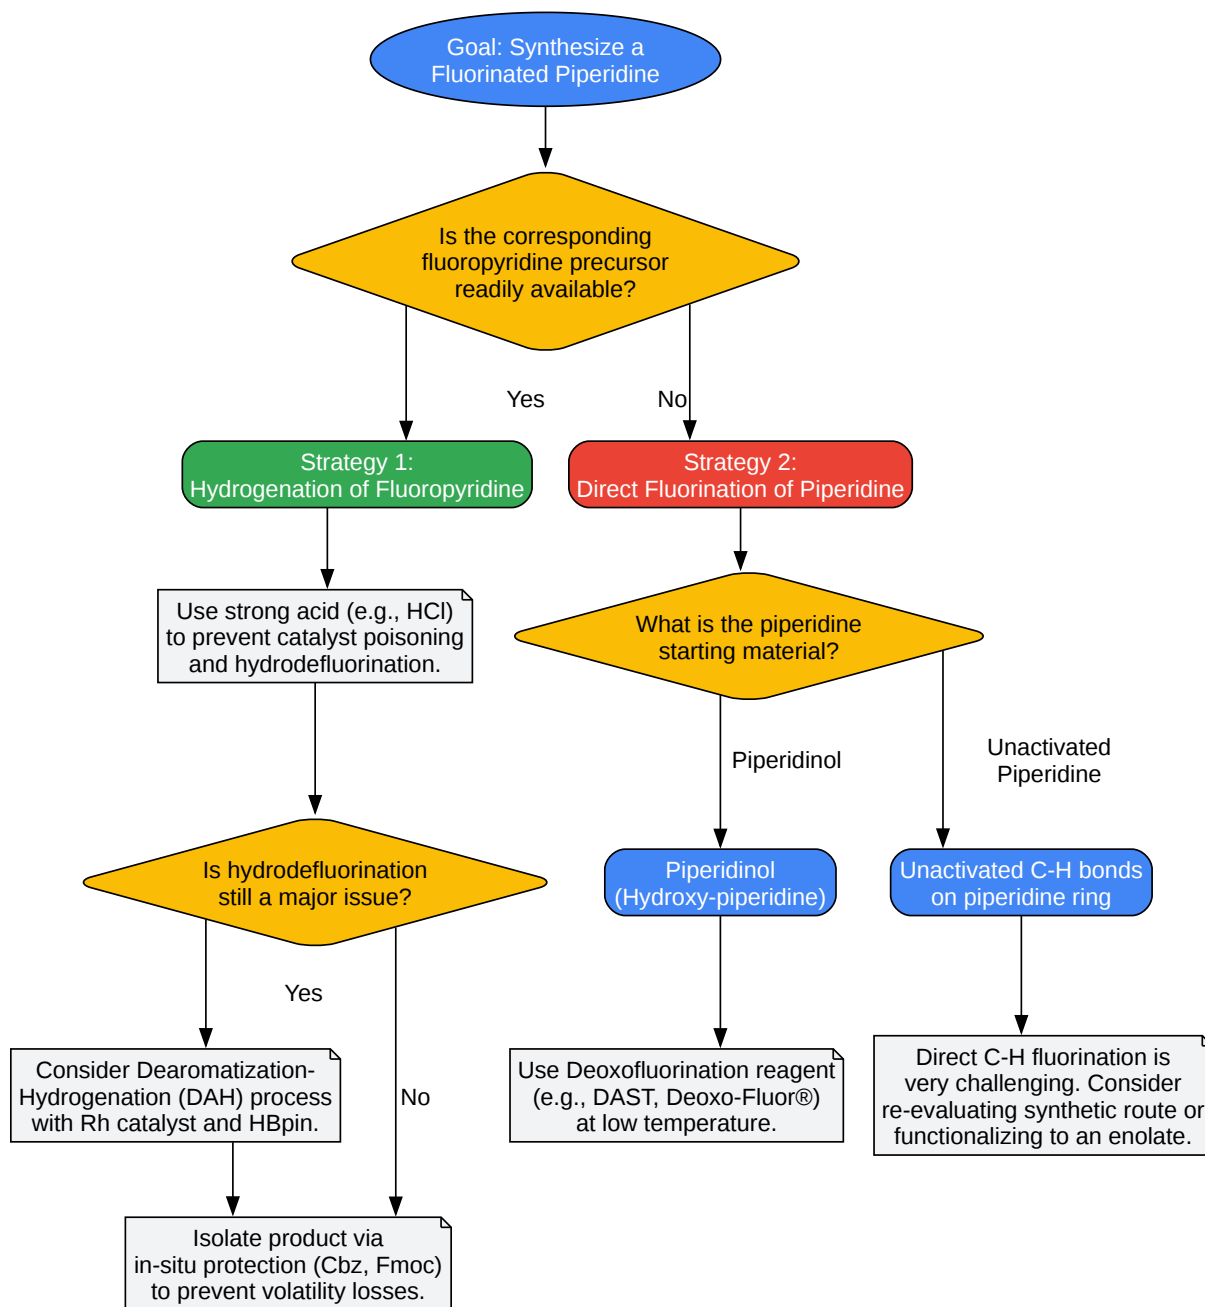 Goal: Synthesize a
Fluorinated Piperidine
Is the corresponding
fluoropyridine precursor
readily available?
Yes
No
Strategy 1:
Hydrogenation of Fluoropyridine
Strategy 2:
Direct Fluorination of Piperidine
Use strong acid (e.g., HCl)
to prevent catalyst poisoning
and hydrodefluorination.
What is the piperidine
starting material?
Piperidinol
Unactivated
Piperidine
Is hydrodefluorination
still a major issue?
Piperidinol
(Hydroxy-piperidine)
Unactivated C-H bonds
on piperidine ring
Yes
No
Consider Dearomatization-
Hydrogenation (DAH) process
with Rh catalyst and HBpin.
Use Deoxofluorination reagent
(e.g., DAST, Deoxo-Fluor®)
at low temperature.
Direct C-H fluorination is
very challenging. Consider
re-evaluating synthetic route or
functionalizing to an enolate.
Isolate product via
in-situ protection (Cbz, Fmoc)
to prevent volatility losses.